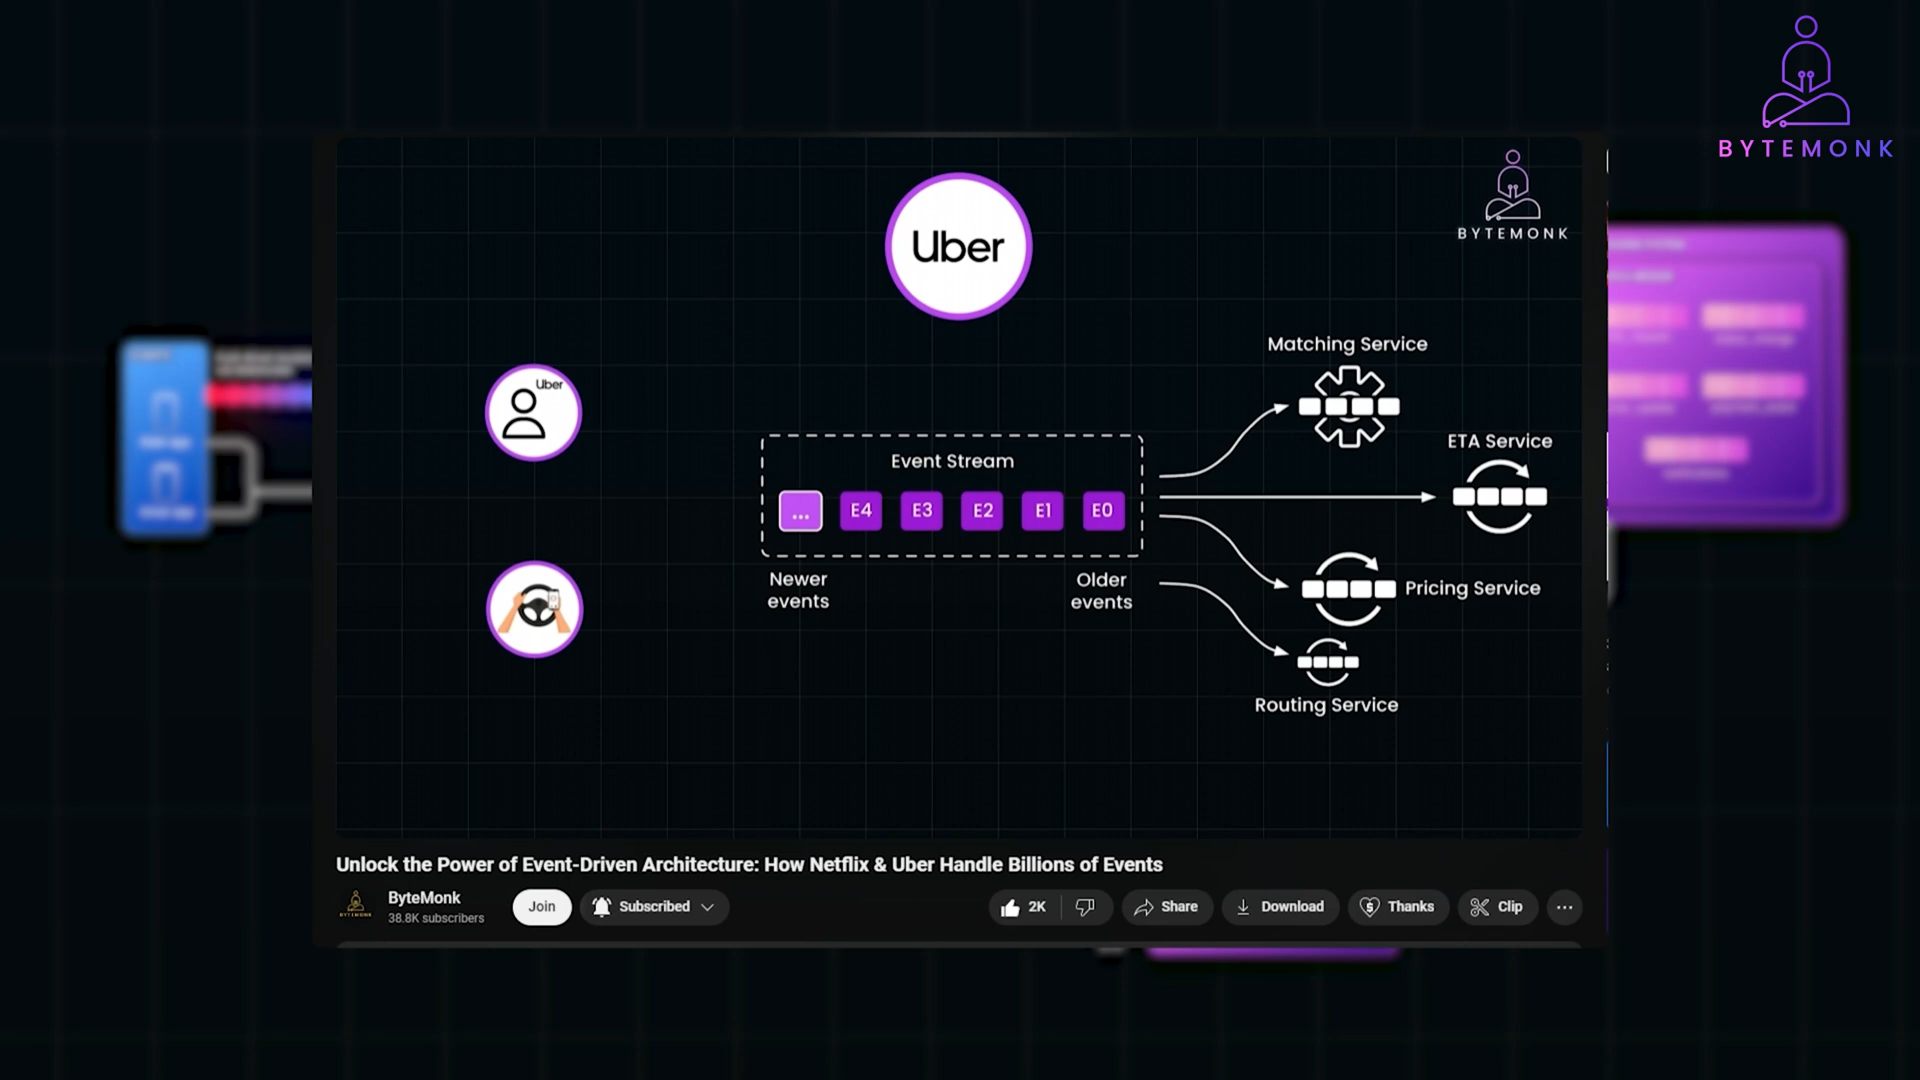 BYTEMONK
BYTEMONK
Uber
Uber
Matching Service
ETA Service
Event Stream
... E4 E3 E2 E1 E0
Newer
events
Older
events
Pricing Service
Routing Service
Unlock the Power of Event-Driven Architecture: How Netflix & Uber Handle Billions of Events
ByteMonk
38.8K subscribers
Join
Subscribed
2K
Share
Download
Thanks
Clip
...